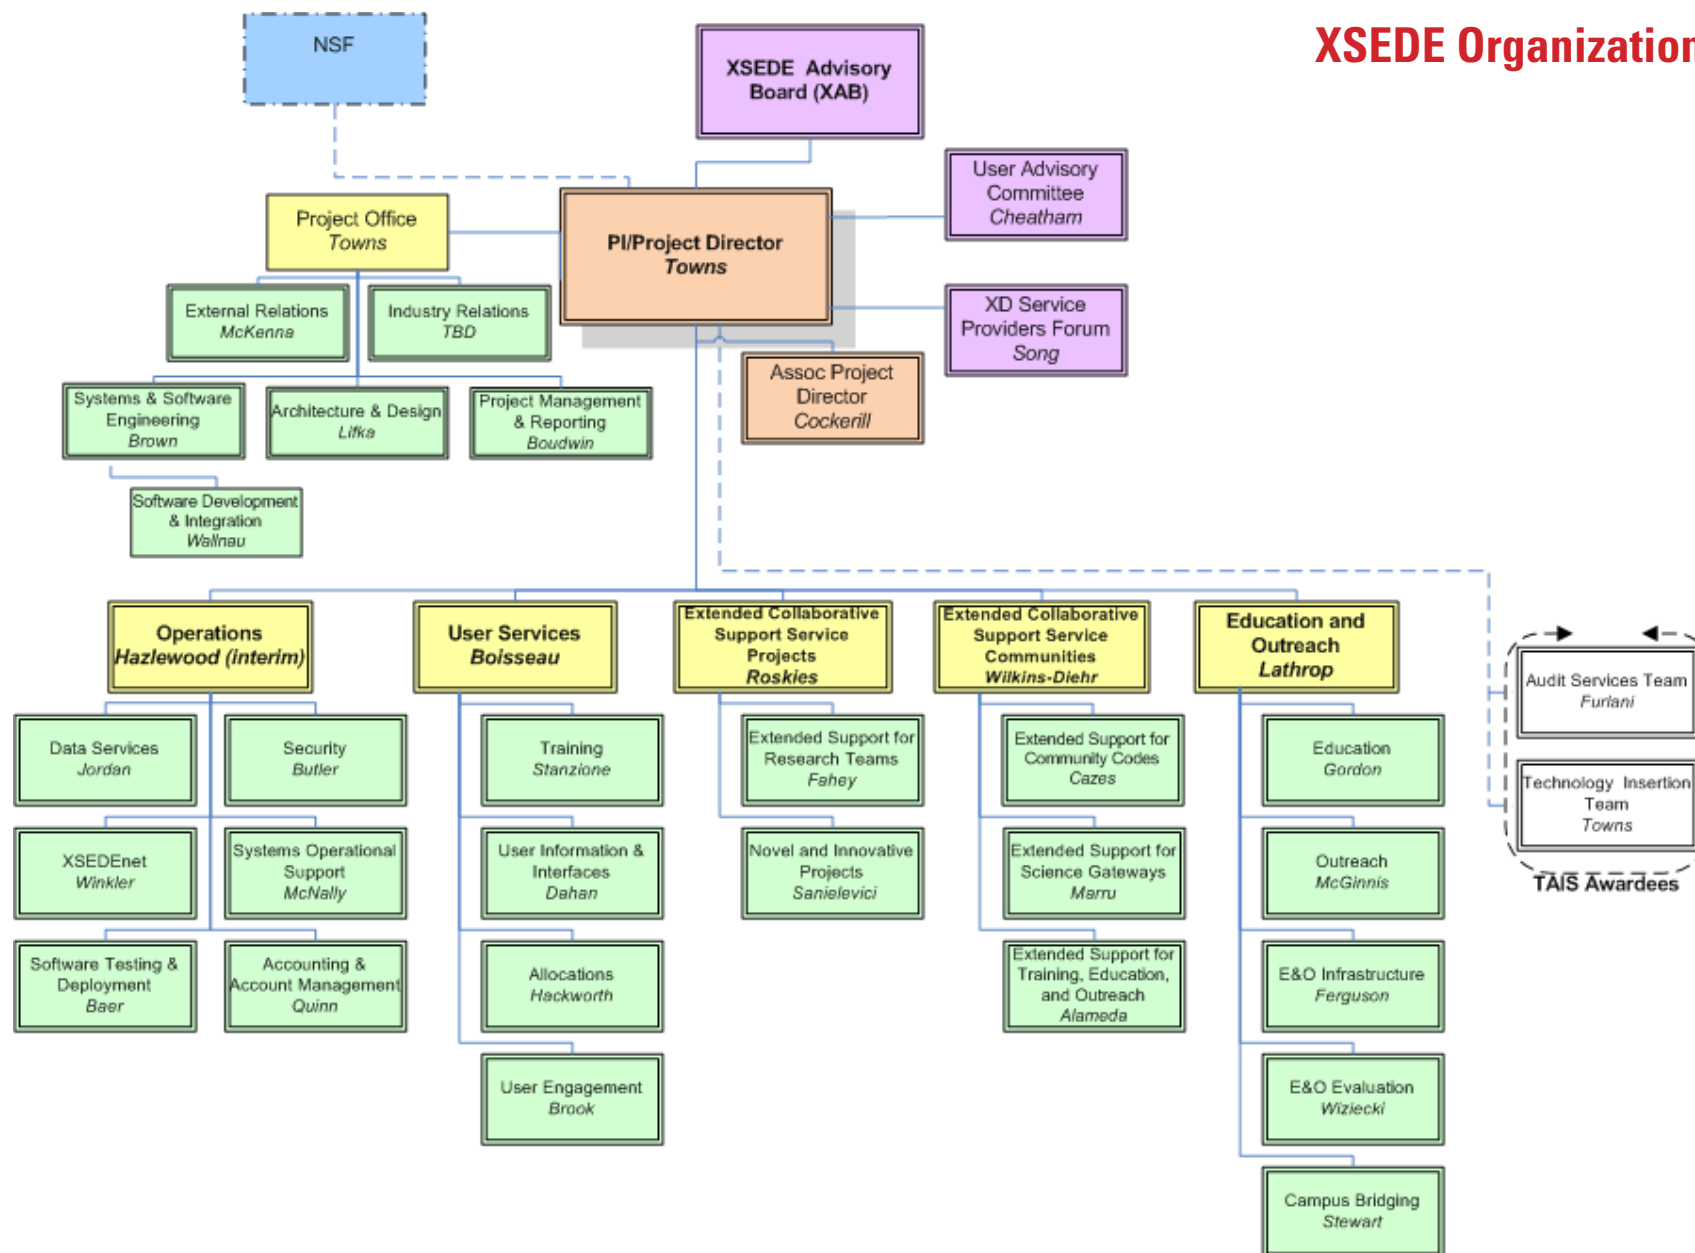 XSEDE Organization
NSF
XSEDE Advisory
Board (XAB)
User Advisory
Committee
Cheatham
Project Office
Towns
PI/Project Director
Towns
XD Service
Providers Forum
Song
External Relations
McKenna
Industry Relations
TBD
Assoc Project
Director
Cockerill
Systems & Software
Engineering
Brown
Architecture & Design
Lifka
Project Management
& Reporting
Boudwin
Software Development
& Integration
Wallnau
Operations
Hazlewood (interim)
User Services
Boisseau
Extended Collaborative
Support Service
Projects
Roskies
Extended Collaborative
Support Service
Communities
Wilkins-Diehr
Education and
Outreach
Lathrop
Audit Services Team
Furlani
Technology Insertion
Team
Towns
TAIS Awardees
Data Services
Jordan
Security
Butler
Training
Stanzione
Extended Support for
Research Teams
Fahey
Extended Support for
Community Codes
Cazes
Education
Gordon
XSEDEnet
Winkler
Systems Operational
Support
McNally
User Information &
Interfaces
Dahan
Novel and Innovative
Projects
Sanielevici
Extended Support for
Science Gateways
Marru
Outreach
McGinnis
Software Testing &
Deployment
Baer
Accounting &
Account Management
Quinn
Allocations
Hackworth
Extended Support for
Training, Education,
and Outreach
Alameda
E&O Infrastructure
Ferguson
User Engagement
Brook
E&O Evaluation
Wiziecki
Campus Bridging
Stewart